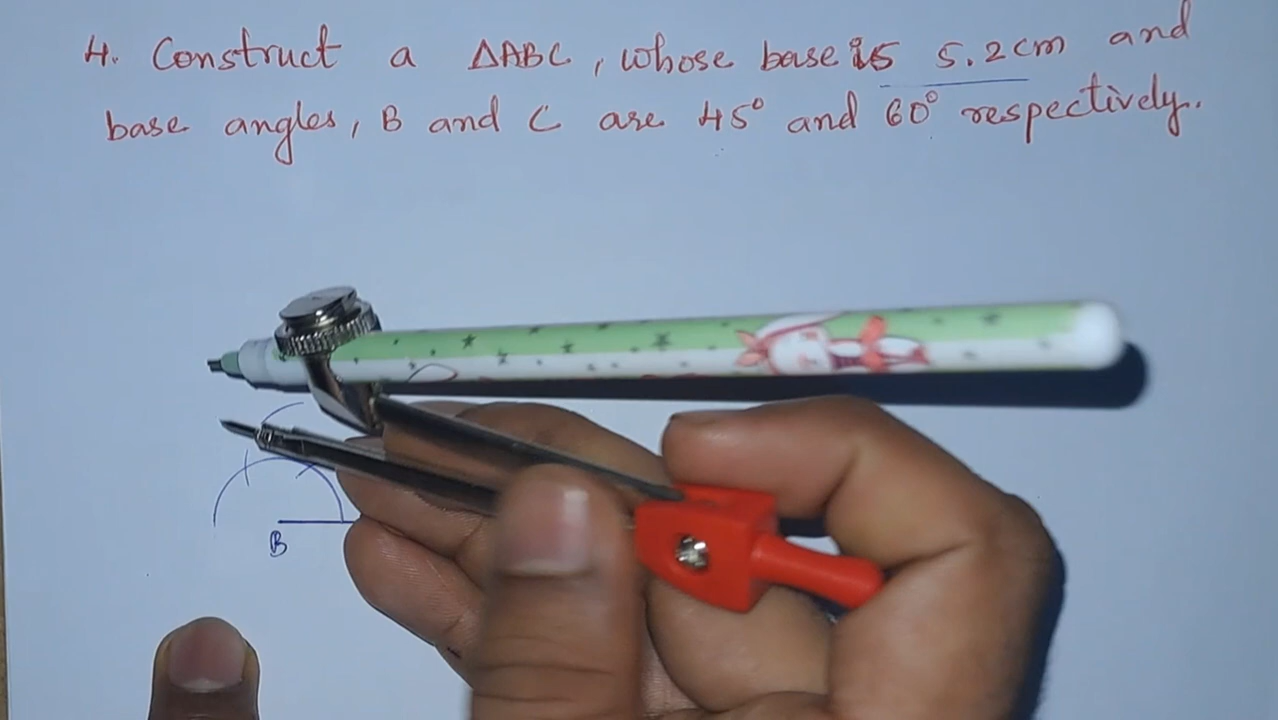 4. Construct a ΔABC, whose base is 5.2cm and
base angles, B and C are 45° and 60° respectively.
B